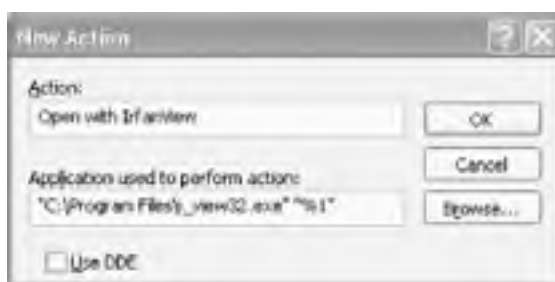 New Action
Action:
Open with IrfanView
OK
Cancel
Application used to perform action:
"C:\Program Files\i_view32.exe" "%1"
Browse...
Use DDE